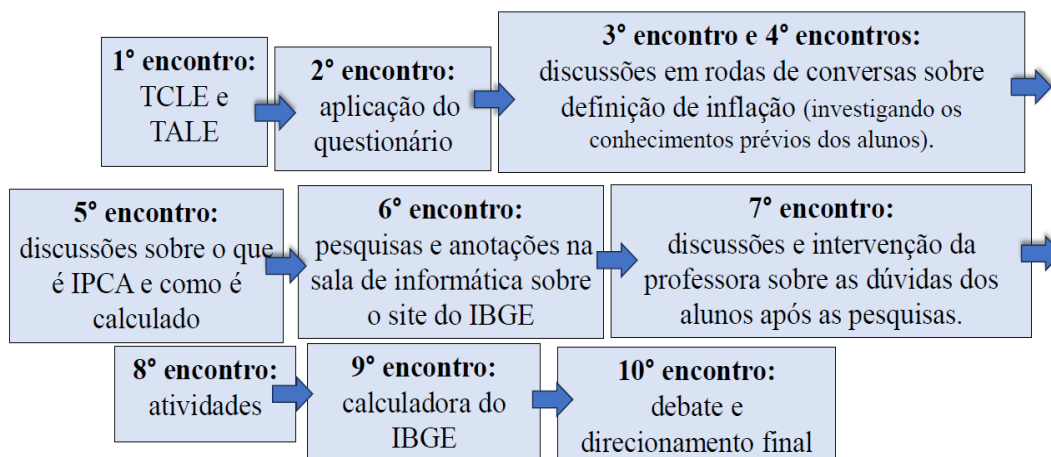 1° encontro:
TCLE e
TALE
2° encontro:
aplicação do
questionário
3° encontro e 4° encontros:
discussões em rodas de conversas sobre
definição de inflação (investigando os
conhecimentos prévios dos alunos).
5° encontro:
discussões sobre o que
é IPCA e como é
calculado
6° encontro:
pesquisas e anotações na
sala de informática sobre
o site do IBGE
7° encontro:
discussões e intervenção da
professora sobre as dúvidas dos
alunos após as pesquisas.
8° encontro:
atividades
9° encontro:
calculadora do
IBGE
10° encontro:
debate e
direcionamento final